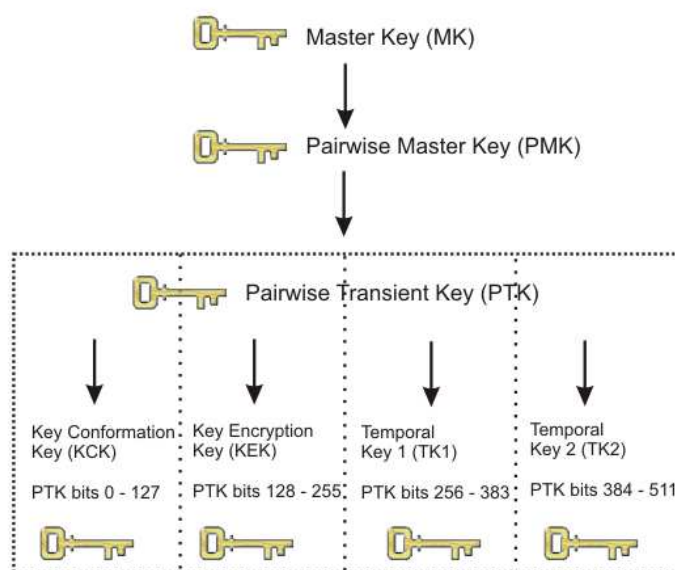 Master Key (MK)
Pairwise Master Key (PMK)
Pairwise Transient Key (PTK)
Key Conformation
Key (KCK)
PTK bits 0 - 127
Key Encryption
Key (KEK)
PTK bits 128 - 255
Temporal
Key 1 (TK1)
PTK bits 256 - 383
Temporal
Key 2 (TK2)
PTK bits 384 - 511